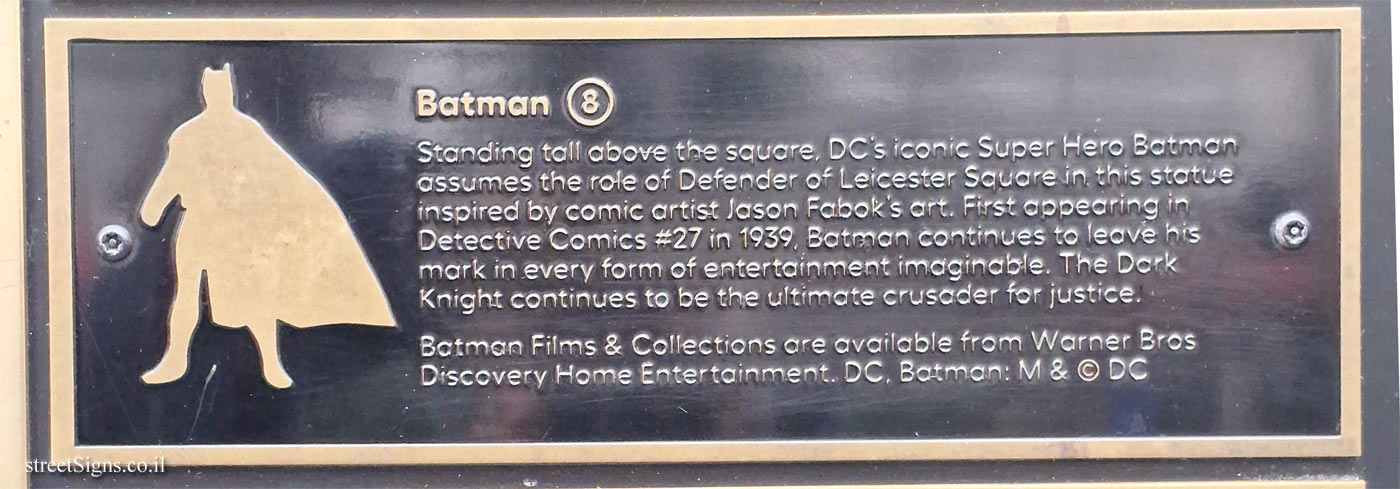 Batman 8
Standing tall above the square, DC's iconic Super Hero Batman
assumes the role of Defender of Leicester Square in this statue
inspired by comic artist Jason Fabok's art. First appearing in
Detective Comics #27 in 1939, Batman continues to leave his
mark in every form of entertainment imaginable. The Dark
Knight continues to be the ultimate crusader for justice.
Batman Films & Collections are available from Warner Bros
Discovery Home Entertainment. DC, Batman: M & © DC
streetSigns.co.il